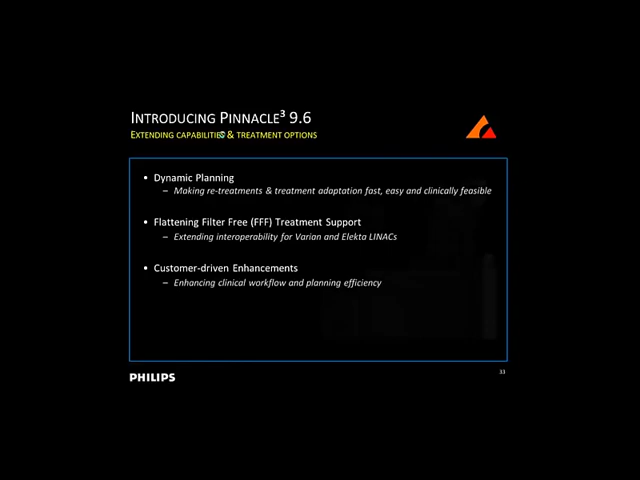 INTRODUCING PINNACLE³ 9.6
EXTENDING CAPABILITIES & TREATMENT OPTIONS
• Dynamic Planning
– Making re-treatments & treatment adaptation fast, easy and clinically feasible
• Flattening Filter Free (FFF) Treatment Support
– Extending interoperability for Varian and Elekta LINACs
• Customer-driven Enhancements
– Enhancing clinical workflow and planning efficiency
PHILIPS
33